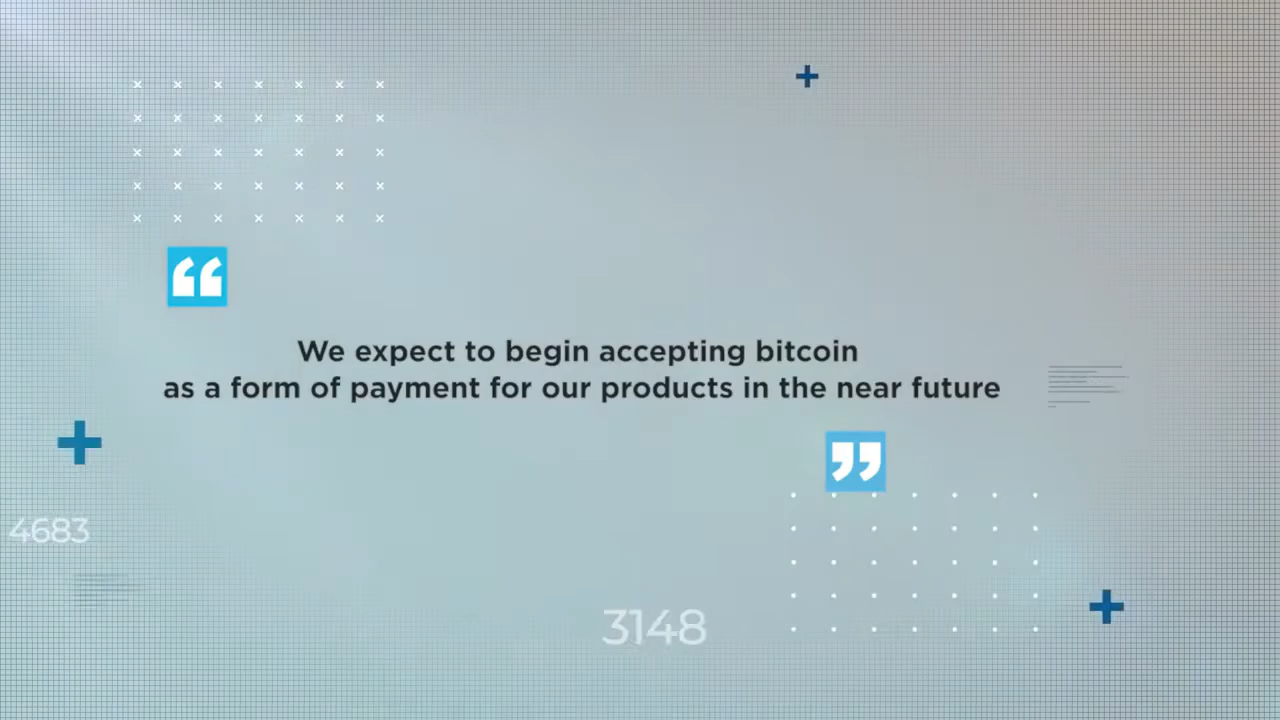 “
We expect to begin accepting bitcoin
as a form of payment for our products in the near future
”
4683
3148